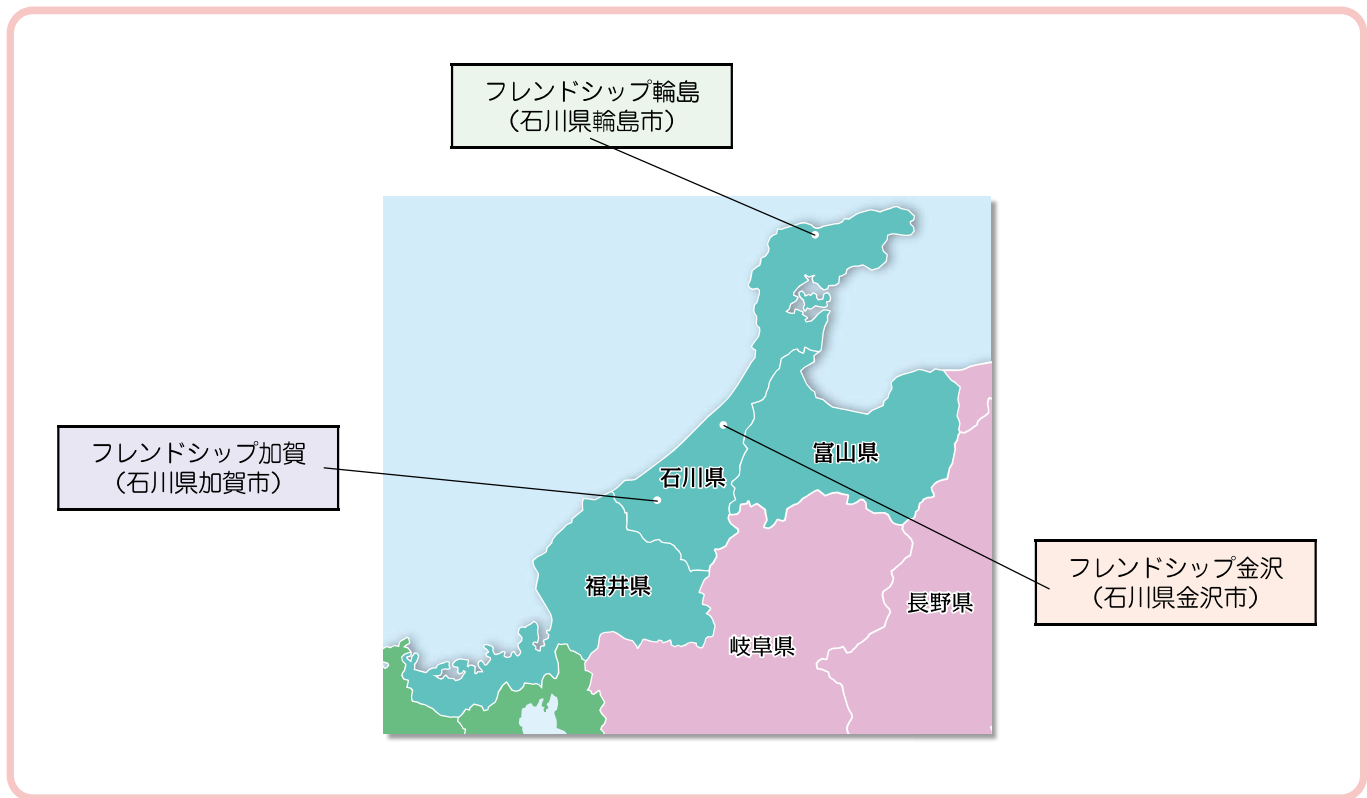 フレンドシップ輪島
（石川県輪島市）
フレンドシップ加賀
（石川県加賀市）
富山県
石川県
フレンドシップ金沢
（石川県金沢市）
福井県
長野県
岐阜県